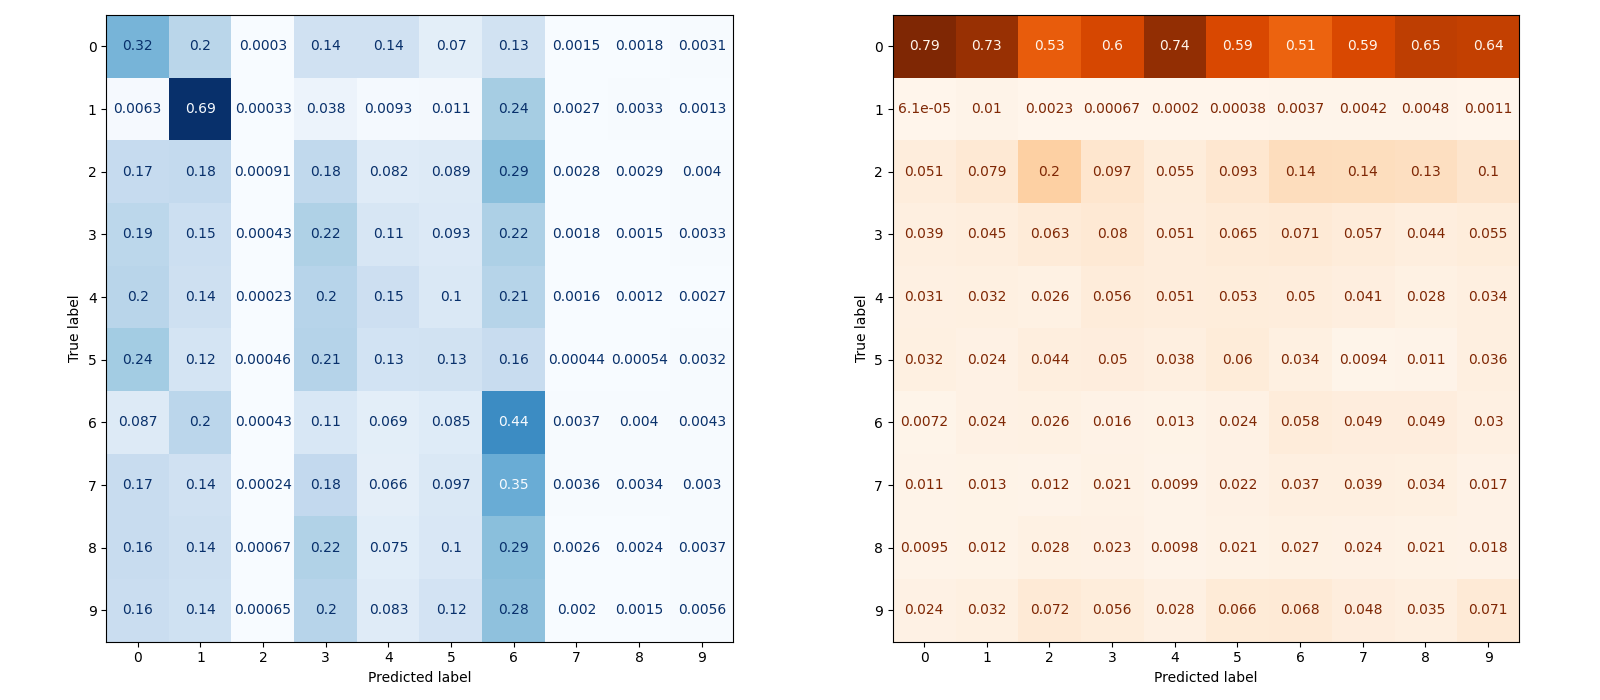 0 0.32 0.2 0.0003 0.14 0.14 0.07 0.13 0.0015 0.0018 0.0031
1 0.0063 0.69 0.00033 0.038 0.0093 0.011 0.24 0.0027 0.0033 0.0013
2 0.17 0.18 0.00091 0.18 0.082 0.089 0.29 0.0028 0.0029 0.004
3 0.19 0.15 0.00043 0.22 0.11 0.093 0.22 0.0018 0.0015 0.0033
4 0.2 0.14 0.00023 0.2 0.15 0.1 0.21 0.0016 0.0012 0.0027
True label
5 0.24 0.12 0.00046 0.21 0.13 0.13 0.16 0.00044 0.00054 0.0032
6 0.087 0.2 0.00043 0.11 0.069 0.085 0.44 0.0037 0.004 0.0043
7 0.17 0.14 0.00024 0.18 0.066 0.097 0.35 0.0036 0.0034 0.003
8 0.16 0.14 0.00067 0.22 0.075 0.1 0.29 0.0026 0.0024 0.0037
9 0.16 0.14 0.00065 0.2 0.083 0.12 0.28 0.002 0.0015 0.0056
0 1 2 3 4 5 6 7 8 9
Predicted label
0 0.79 0.73 0.53 0.6 0.74 0.59 0.51 0.59 0.65 0.64
1 6.1e-05 0.01 0.0023 0.00067 0.0002 0.00038 0.0037 0.0042 0.0048 0.0011
2 0.051 0.079 0.2 0.097 0.055 0.093 0.14 0.14 0.13 0.1
3 0.039 0.045 0.063 0.08 0.051 0.065 0.071 0.057 0.044 0.055
4 0.031 0.032 0.026 0.056 0.051 0.053 0.05 0.041 0.028 0.034
True label
5 0.032 0.024 0.044 0.05 0.038 0.06 0.034 0.0094 0.011 0.036
6 0.0072 0.024 0.026 0.016 0.013 0.024 0.058 0.049 0.049 0.03
7 0.011 0.013 0.012 0.021 0.0099 0.022 0.037 0.039 0.034 0.017
8 0.0095 0.012 0.028 0.023 0.0098 0.021 0.027 0.024 0.021 0.018
9 0.024 0.032 0.072 0.056 0.028 0.066 0.068 0.048 0.035 0.071
0 1 2 3 4 5 6 7 8 9
Predicted label